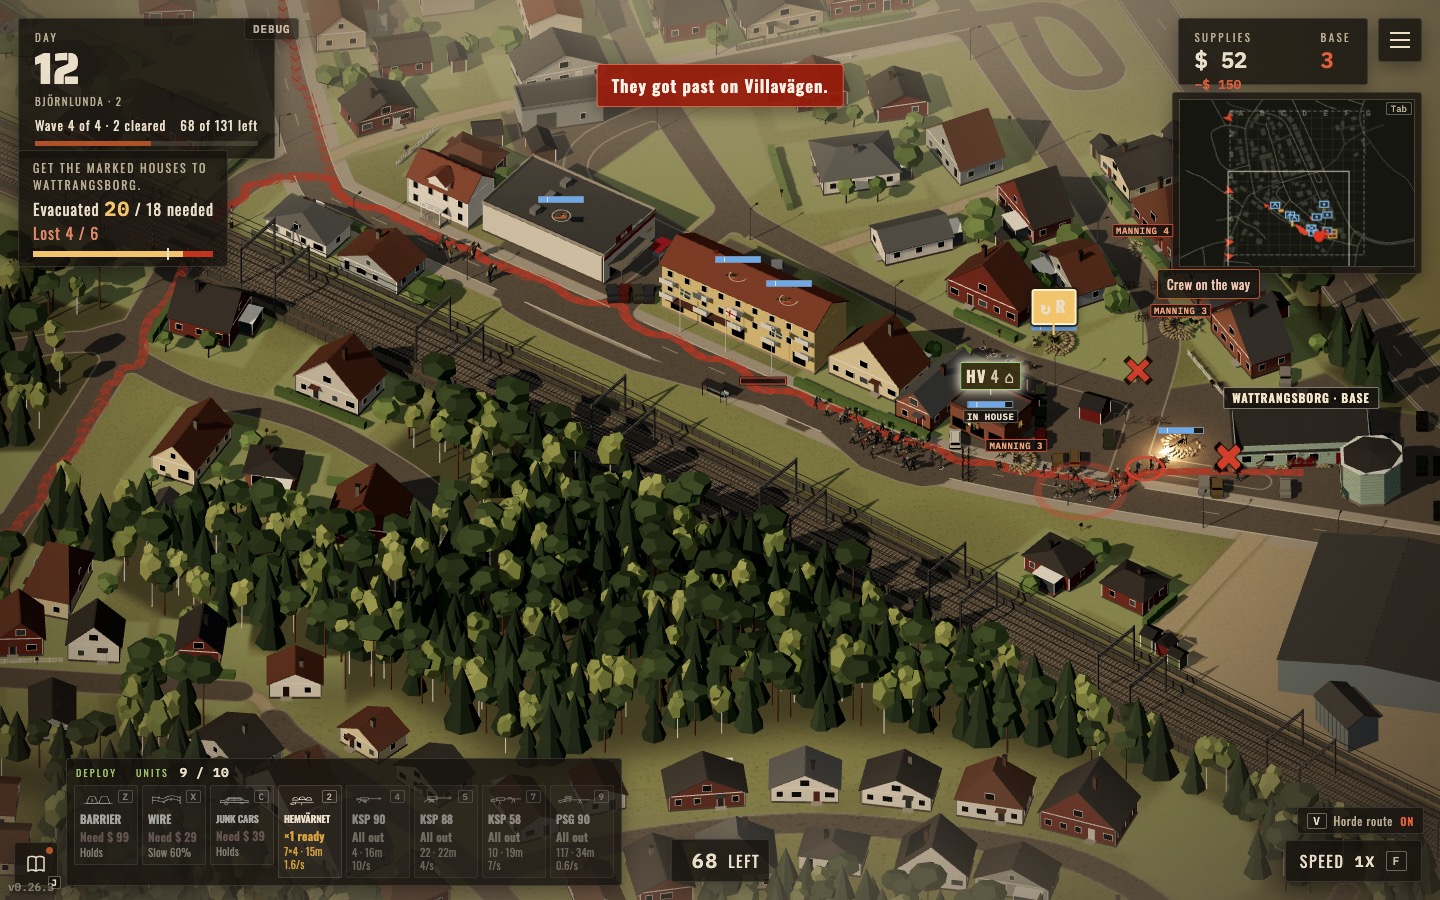 DAY
DEBUG
12
BJÖRNLUNDA · 2
Wave 4 of 4 · 2 cleared 68 of 131 left
GET THE MARKED HOUSES TO
WATTRANGSBORG.
Evacuated 20 / 18 needed
Lost 4 / 6
They got past on Villavägen.
SUPPLIES BASE
$ 52 3
-$ 150
Tab
MANNING 4
Crew on the way
MANNING 3
R
HV 4
IN HOUSE
MANNING 3
WATTRANGSBORG · BASE
DEPLOY UNITS 9 / 10
Z
BARRIER
Need $ 99
Holds
X
WIRE
Need $ 29
Slow 60%
C
JUNK CARS
Need $ 39
Holds
2
HEMVÄRNET
×1 ready
7×4 · 15m
1.6/s
4
KSP 90
All out
4 · 16m
10/s
5
KSP 88
All out
22 · 22m
4/s
7
KSP 58
All out
10 · 19m
7/s
9
PSG 90
All out
117 · 34m
0.6/s
68 LEFT
V Horde route ON
SPEED 1X F
J